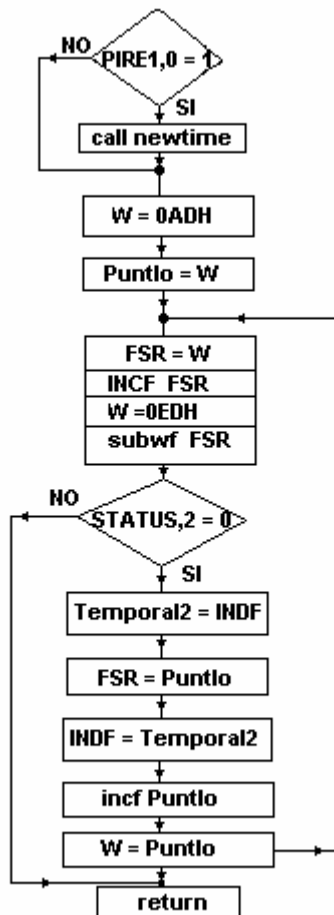 NO
PIRE1,0 = 1
SI
call newtime
W = 0ADH
Puntlo = W
FSR = W
INCF FSR
W =0EDH
subwf FSR
NO
STATUS,2 = 0
SI
Temporal2 = INDF
FSR = Puntlo
INDF = Temporal2
incf Puntlo
W = Puntlo
return